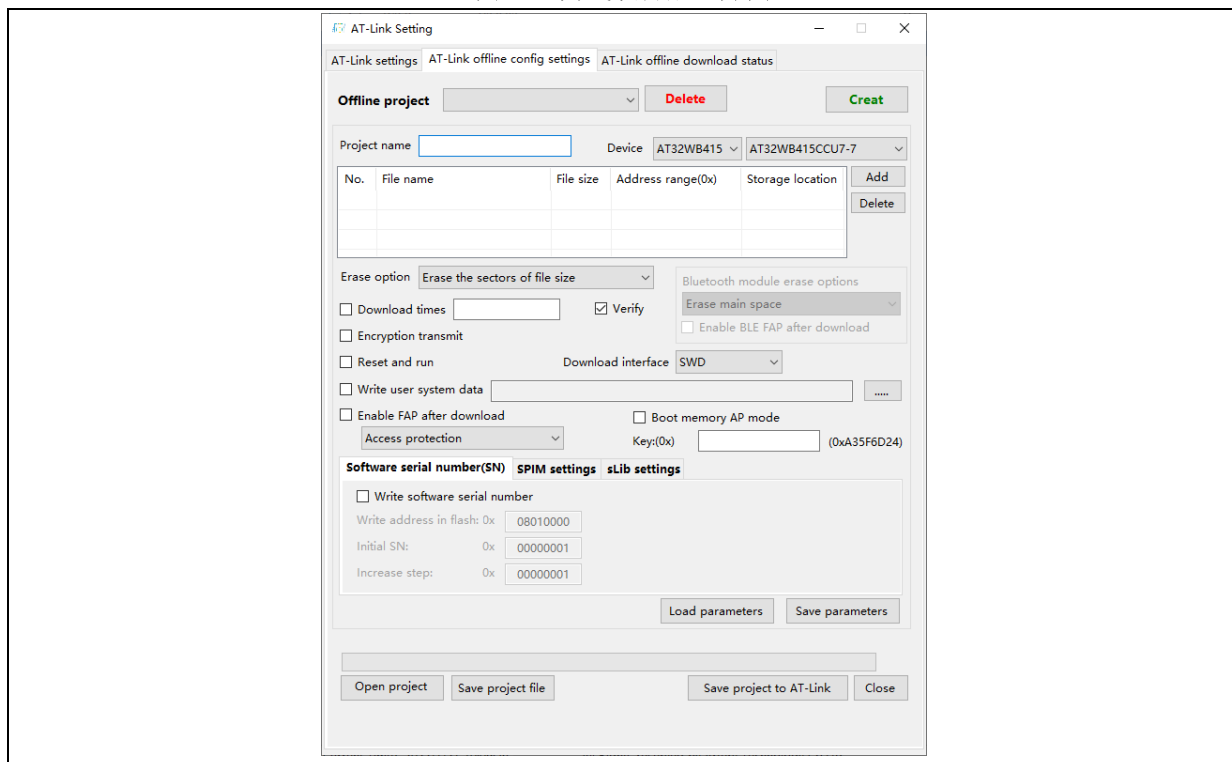 AT-Link Setting
AT-Link settings AT-Link offline config settings AT-Link offline download status
Offline project Delete Creat
Project name Device AT32WB415 AT32WB415CCU7-7
No. File name File size Address range(0x) Storage location Add
Delete
Erase option Erase the sectors of file size Bluetooth module erase options
Erase main space
Download times Verify
Enable BLE FAP after download
Encryption transmit
Reset and run Download interface SWD
Write user system data .....
Enable FAP after download Boot memory AP mode
Access protection Key:(0x) (0xA35F6D24)
Software serial number(SN) SPIM settings sLib settings
Write software serial number
Write address in flash: 0x 08010000
Initial SN: 0x 00000001
Increase step: 0x 00000001
Load parameters Save parameters
Open project Save project file Save project to AT-Link Close